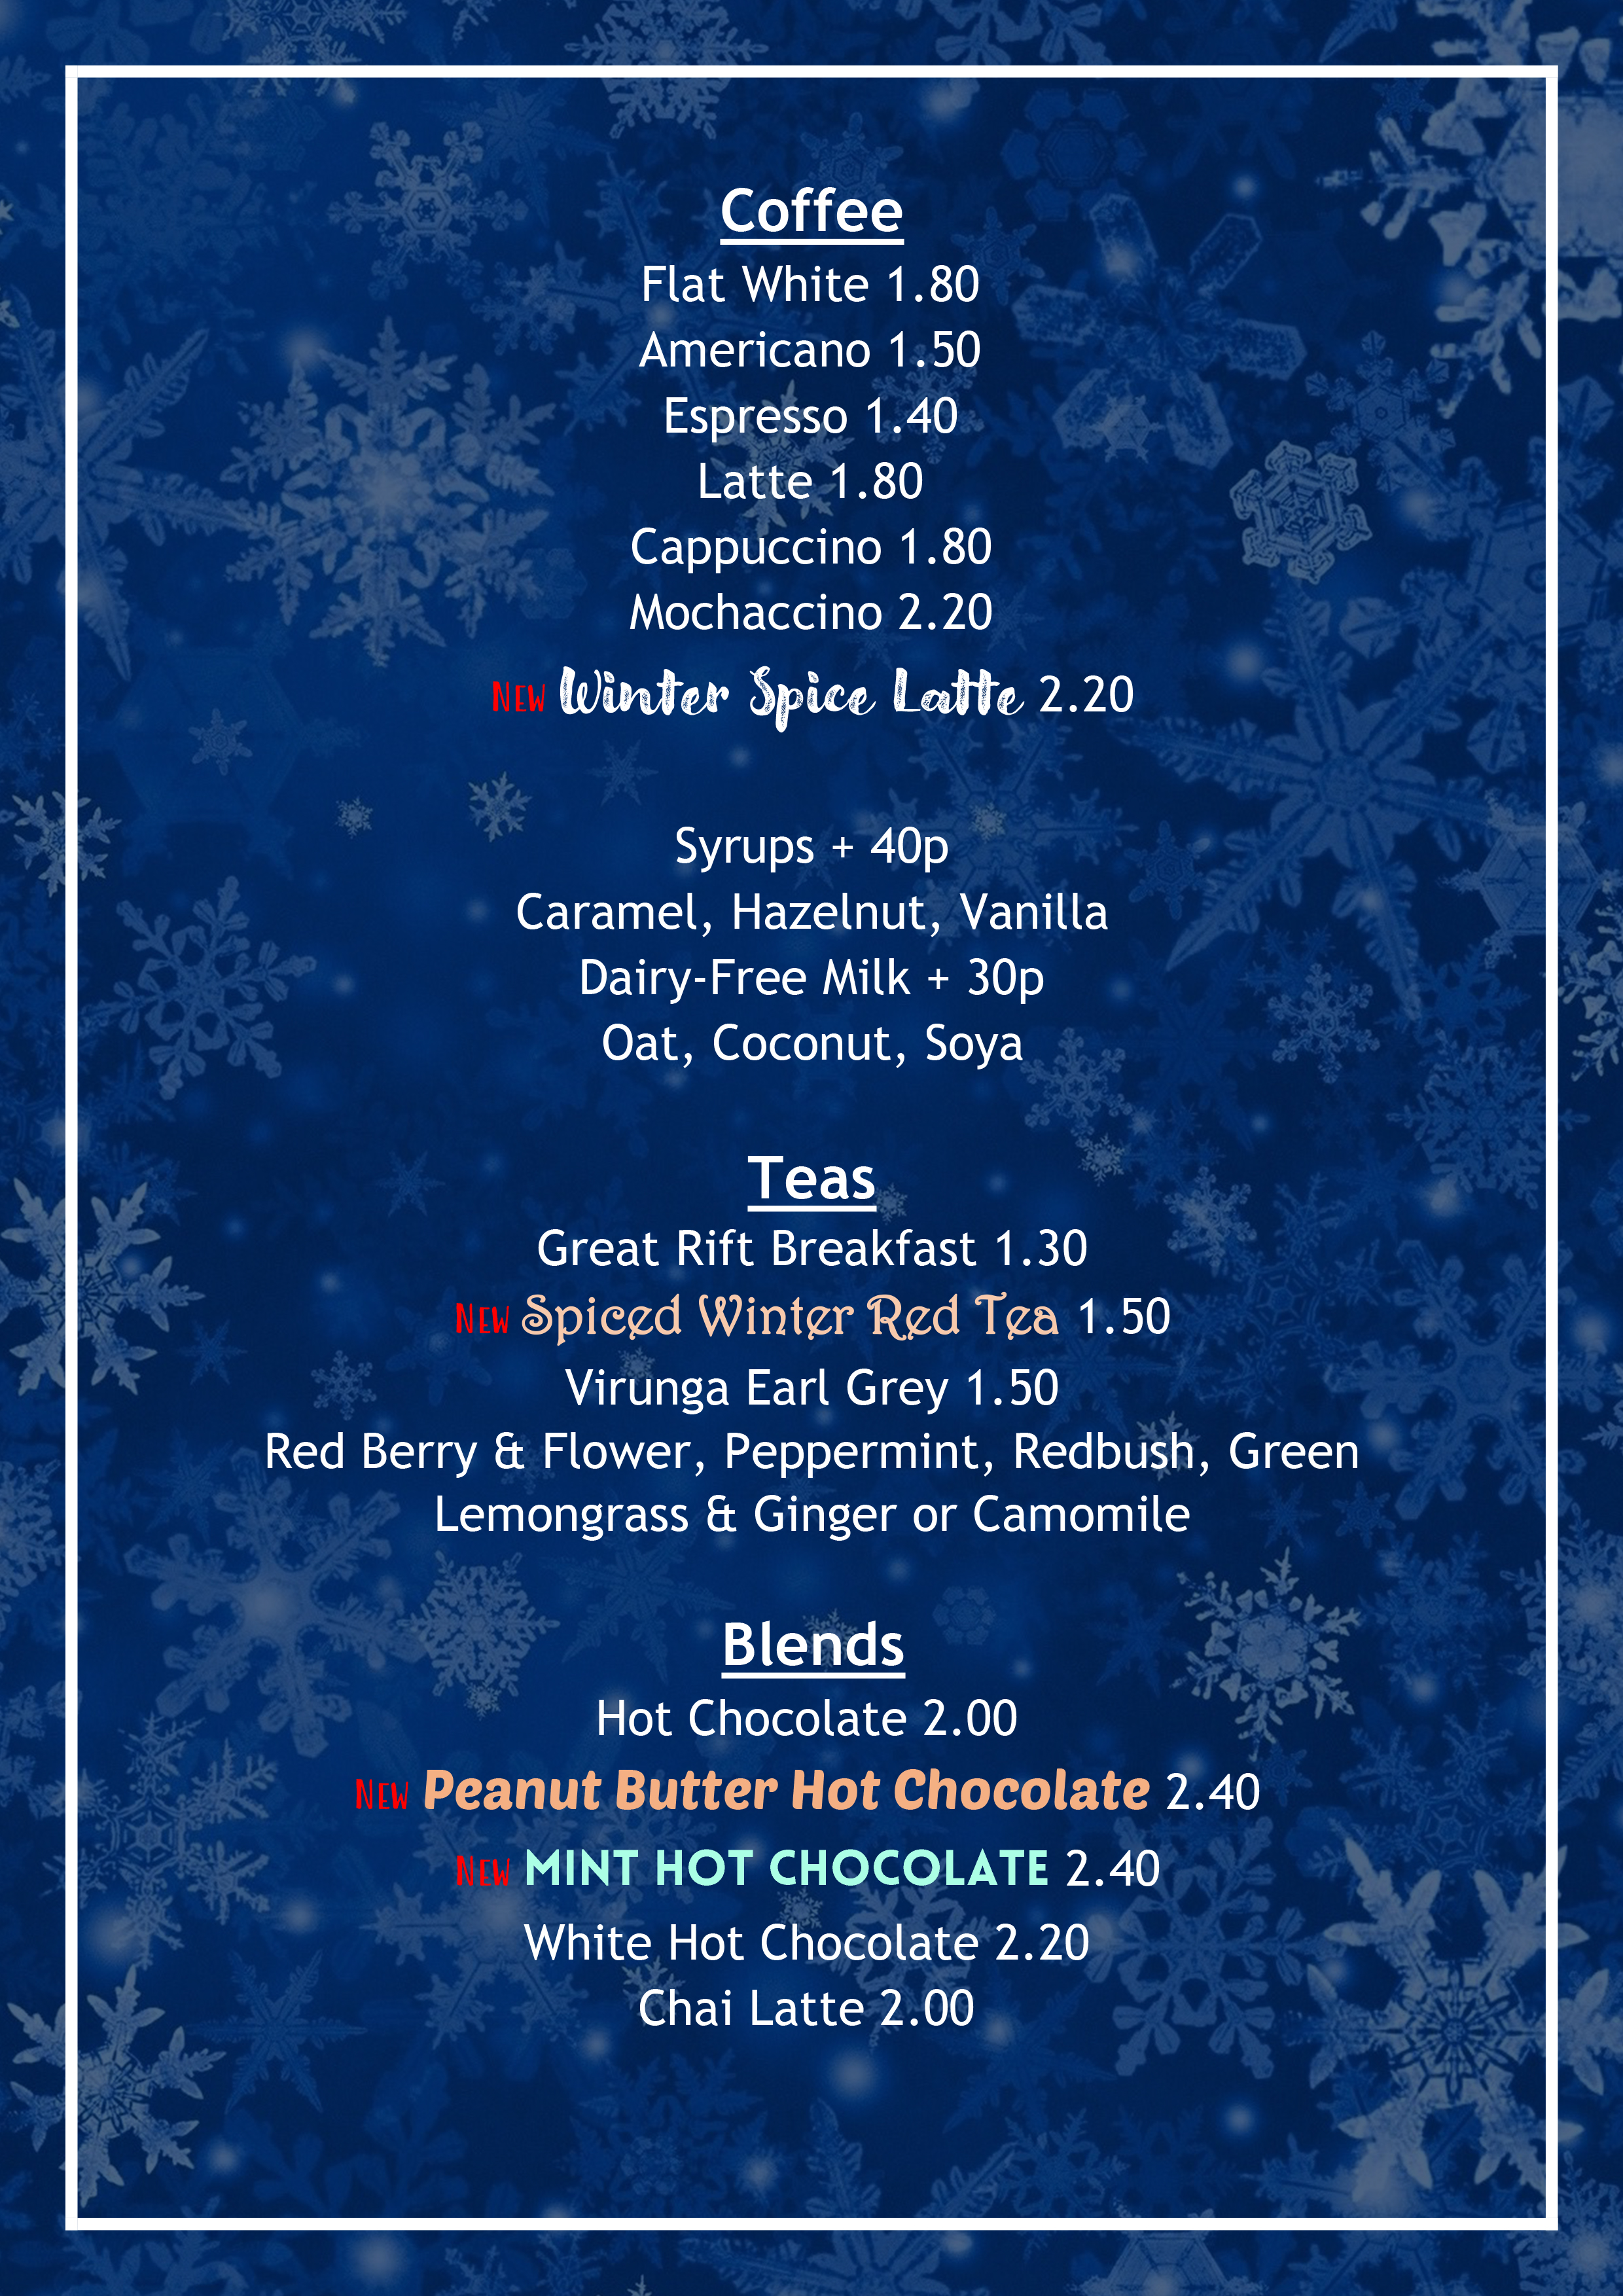 Coffee
Flat White 1.80
Americano 1.50
Espresso 1.40
Latte 1.80
Cappuccino 1.80
Mochaccino 2.20
New Winter Spice Latte 2.20
Syrups + 40p
Caramel, Hazelnut, Vanilla
Dairy-Free Milk + 30p
Oat, Coconut, Soya
Teas
Great Rift Breakfast 1.30
New Spiced Winter Red Tea 1.50
Virunga Earl Grey 1.50
Red Berry & Flower, Peppermint, Redbush, Green
Lemongrass & Ginger or Camomile
Blends
Hot Chocolate 2.00
New Peanut Butter Hot Chocolate 2.40
New MINT HOT CHOCOLATE 2.40
White Hot Chocolate 2.20
Chai Latte 2.00